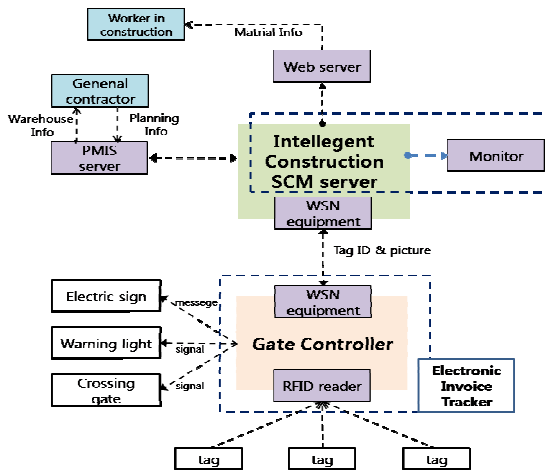 Worker in
construction
Matrial Info
Web server
Genenal
contractor
Warehouse
Info
Planning
Info
PMIS
server
Intellegent
Construction
SCM server
Monitor
WSN
equipment
Tag ID & picture
WSN
equipment
Electric sign
messege
Warning light
signal
Gate Controller
Crossing
gate
signal
RFID reader
Electronic
Invoice
Tracker
tag
tag
tag